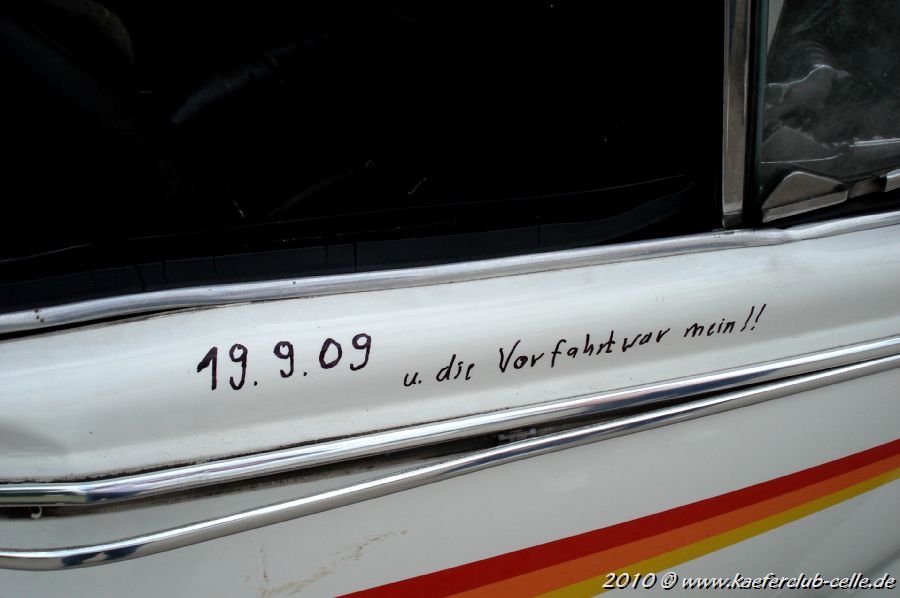 19.9.09 u. die Vorfahrt war mein!!
2010 © www.kaeferclub-celle.de